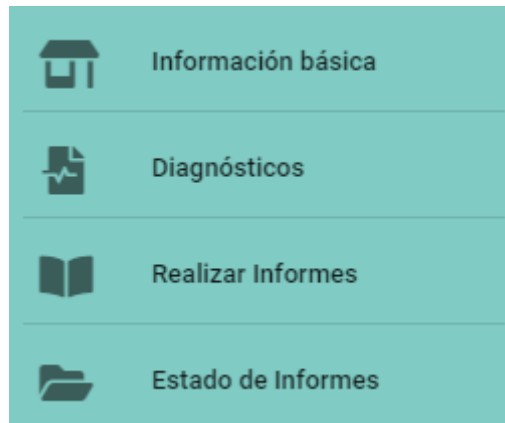 Información básica
Diagnósticos
Realizar Informes
Estado de Informes